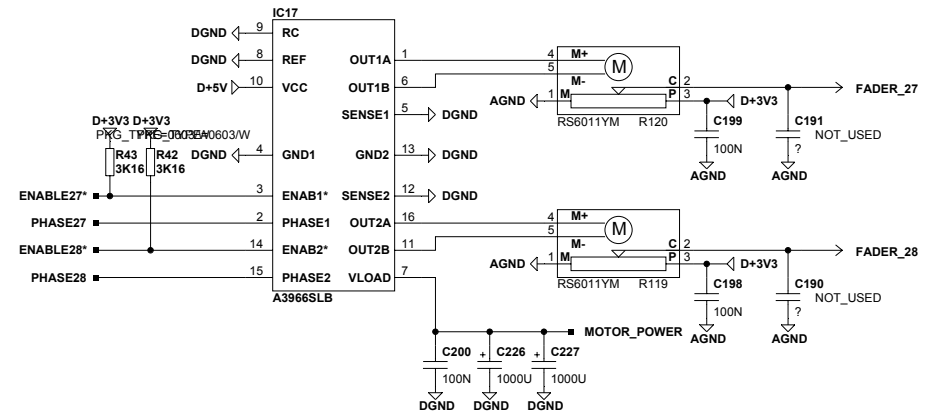 IC17
DGND 9 RC
DGND 8 REF OUT1A 1
D+5V 10 VCC OUT1B 6
SENSE1 5 DGND
DGND 4 GND1 GND2 13 DGND
ENABLE27* 3 ENAB1* SENSE2 12 DGND
PHASE27 2 PHASE1 OUT2A 16
ENABLE28* 14 ENAB2* OUT2B 11
PHASE28 15 PHASE2 VLOAD 7
A3966SLB
D+3V3 D+3V3
R43 R42
3K16 3K16
4 M+
5 M
M- C 2 FADER_27
AGND 1 M P 3 D+3V3
RS6011YM R120
C199 C191
100N NOT_USED
?
AGND AGND
4 M+
5 M
M- C 2 FADER_28
AGND 1 M P 3 D+3V3
RS6011YM R119
C198 C190
100N NOT_USED
?
AGND AGND
MOTOR_POWER
C200 + C226 + C227
100N 1000U 1000U
DGND DGND DGND